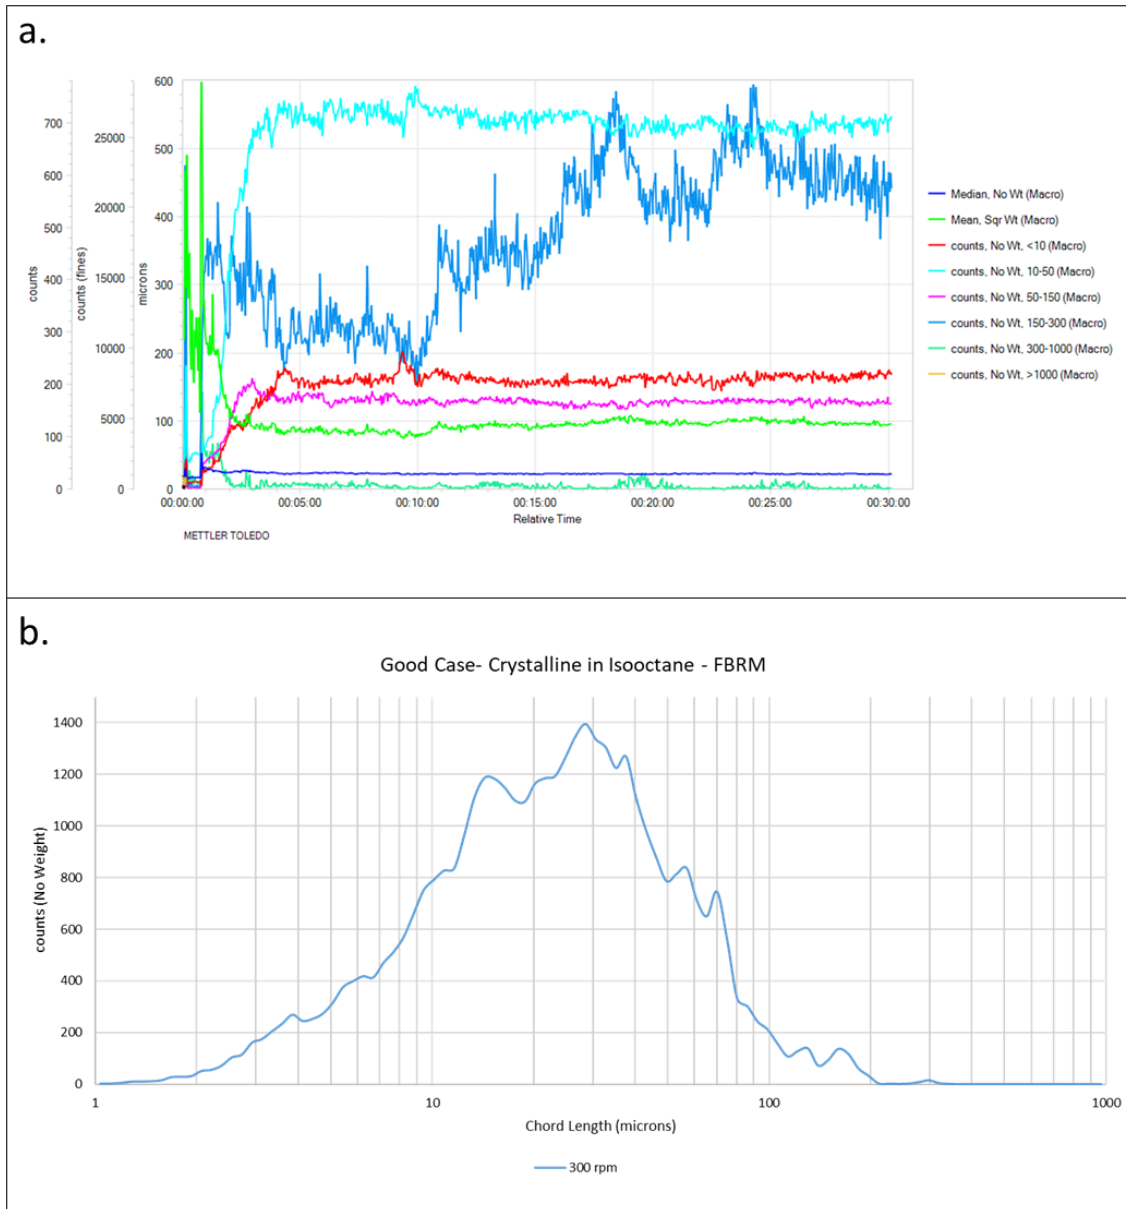 a.
counts
700
600
500
400
300
200
100
0
counts (fines)
25000
20000
15000
10000
5000
0
microns
600
500
400
300
200
100
0
00:00:00 00:05:00 00:10:00 00:15:00 00:20:00 00:25:00 00:30:00
Relative Time
METTLER TOLEDO
Median, No Wt (Macro)
Mean, Sqr Wt (Macro)
counts, No Wt, <10 (Macro)
counts, No Wt, 10-50 (Macro)
counts, No Wt, 50-150 (Macro)
counts, No Wt, 150-300 (Macro)
counts, No Wt, 300-1000 (Macro)
counts, No Wt, >1000 (Macro)
b.
Good Case- Crystalline in Isooctane - FBRM
counts (No Weight)
1400
1200
1000
800
600
400
200
0
1 10 100 1000
Chord Length (microns)
300 rpm